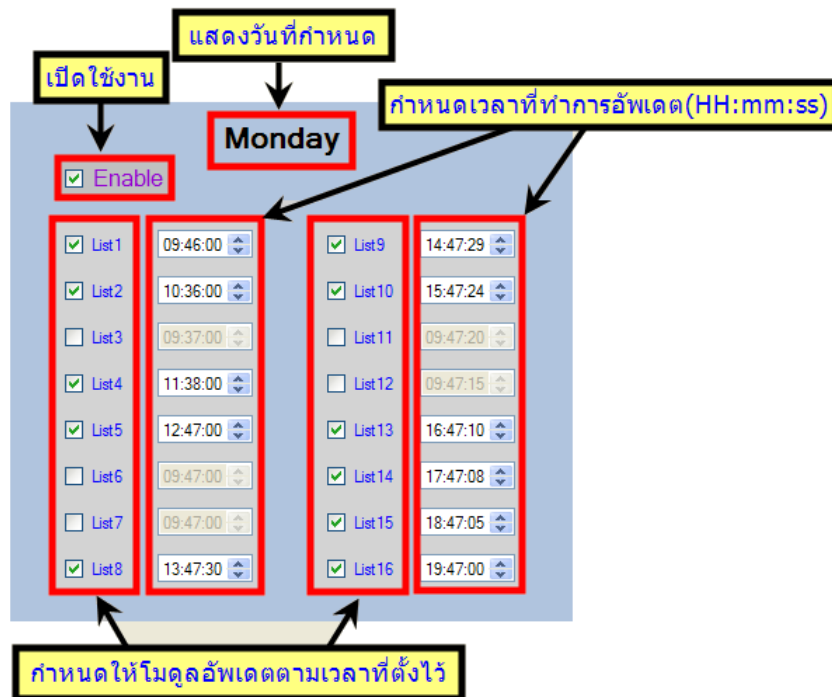 แสดงวันที่กำหนด
เปิดใช้งาน
กำหนดเวลาที่ทำการอัพเดต(HH:mm:ss)
Monday
Enable
List1 09:46:00 List9 14:47:29
List2 10:36:00 List10 15:47:24
List3 09:37:00 List11 09:47:20
List4 11:38:00 List12 09:47:15
List5 12:47:00 List13 16:47:10
List6 09:47:00 List14 17:47:08
List7 09:47:00 List15 18:47:05
List8 13:47:30 List16 19:47:00
กำหนดให้โมดูลอัพเดตตามเวลาที่ตั้งไว้